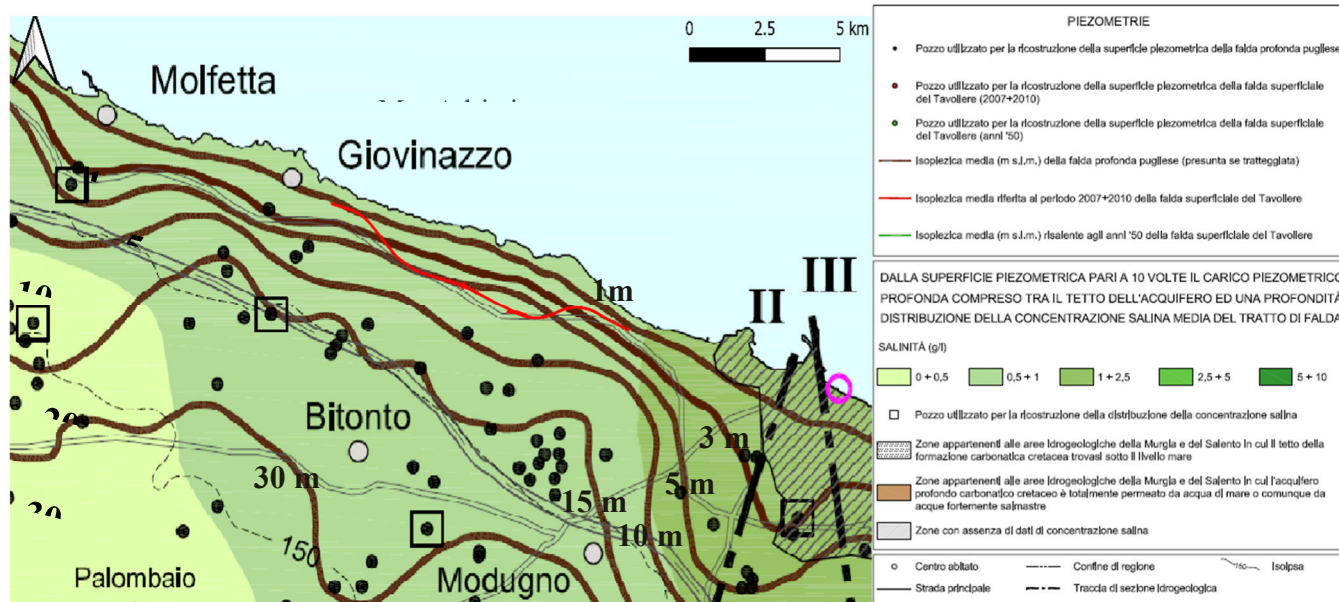 0 2.5 5 km
Molfetta
Giovinazzo
1m
III
II
10
Bitonto
20
3 m
30 m
5 m
15 m
30
10 m
150
Palombaio
Modugno
PIEZOMETRIE
Pozzo utilizzato per la ricostruzione della superficie piezometrica della falda profonda pugliese
Pozzo utilizzato per la ricostruzione della superficie piezometrica della falda superficiale
del Tavoliere (2007÷2010)
Pozzo utilizzato per la ricostruzione della superficie piezometrica della falda superficiale
del Tavoliere (anni '50)
Isopiezica media (m s.l.m.) della falda profonda pugliese (presunta se tratteggiata)
Isopiezica media riferita al periodo 2007÷2010 della falda superficiale del Tavoliere
Isopiezica media (m s.l.m.) risalente agli anni '50 della falda superficiale del Tavoliere
DALLA SUPERFICIE PIEZOMETRICA PARI A 10 VOLTE IL CARICO PIEZOMETRICO
PROFONDA COMPRESO TRA IL TETTO DELL'ACQUIFERO ED UNA PROFONDITÀ
DISTRIBUZIONE DELLA CONCENTRAZIONE SALINA MEDIA DEL TRATTO DI FALDA
SALINITÀ (g/l)
0 ÷ 0,5 0,5 ÷ 1 1 ÷ 2,5 2,5 ÷ 5 5 ÷ 10
Pozzo utilizzato per la ricostruzione della distribuzione della concentrazione salina
Zone appartenenti alle aree idrogeologiche della Murgia e del Salento in cui il tetto della
formazione carbonatica cretacea trovasi sotto il livello mare
Zone appartenenti alle aree idrogeologiche della Murgia e del Salento in cui l'acquifero
profondo carbonatico cretaceo è totalmente permeato da acqua di mare o comunque da
acque fortemente salmastre
Zone con assenza di dati di concentrazione salina
Centro abitato Confine di regione 150 Isoipsa
Strada principale Traccia di sezione idrogeologica